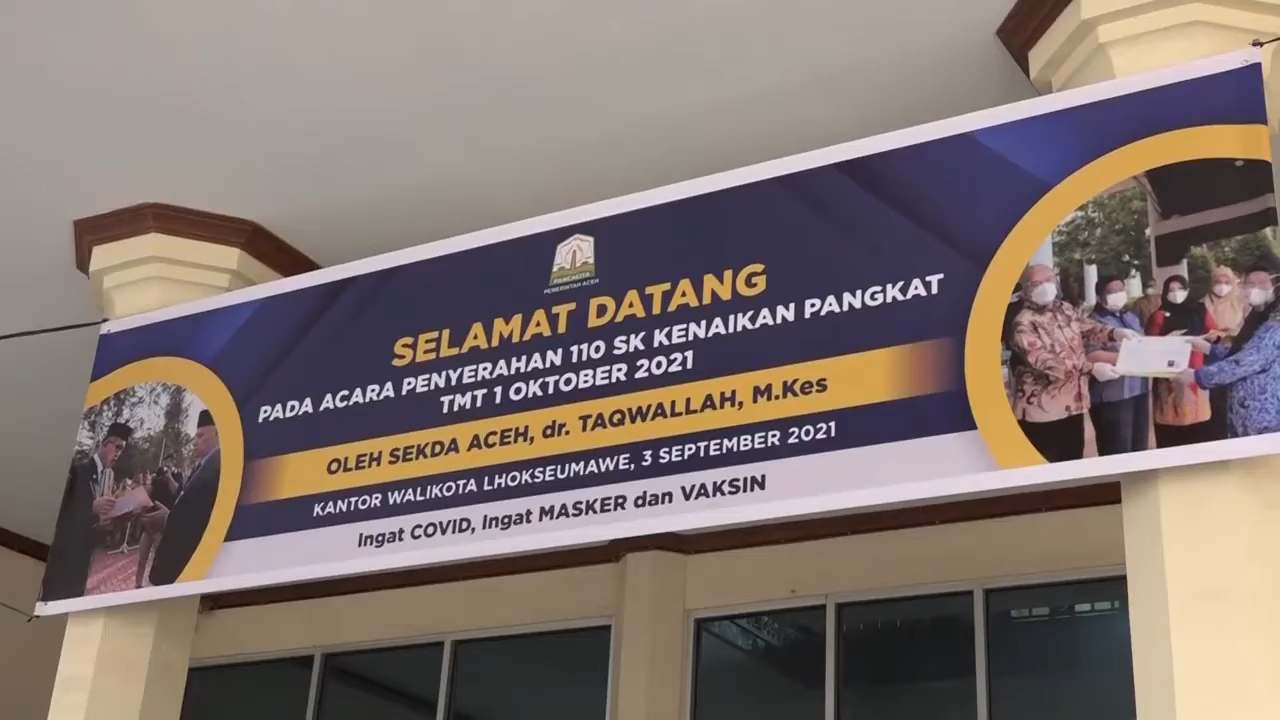 PANCACITA
PEMERINTAH ACEH
SELAMAT DATANG
PADA ACARA PENYERAHAN 110 SK KENAIKAN PANGKAT
TMT 1 OKTOBER 2021
OLEH SEKDA ACEH, dr. TAQWALLAH, M.Kes
KANTOR WALIKOTA LHOKSEUMAWE, 3 SEPTEMBER 2021
Ingat COVID, Ingat MASKER dan VAKSIN